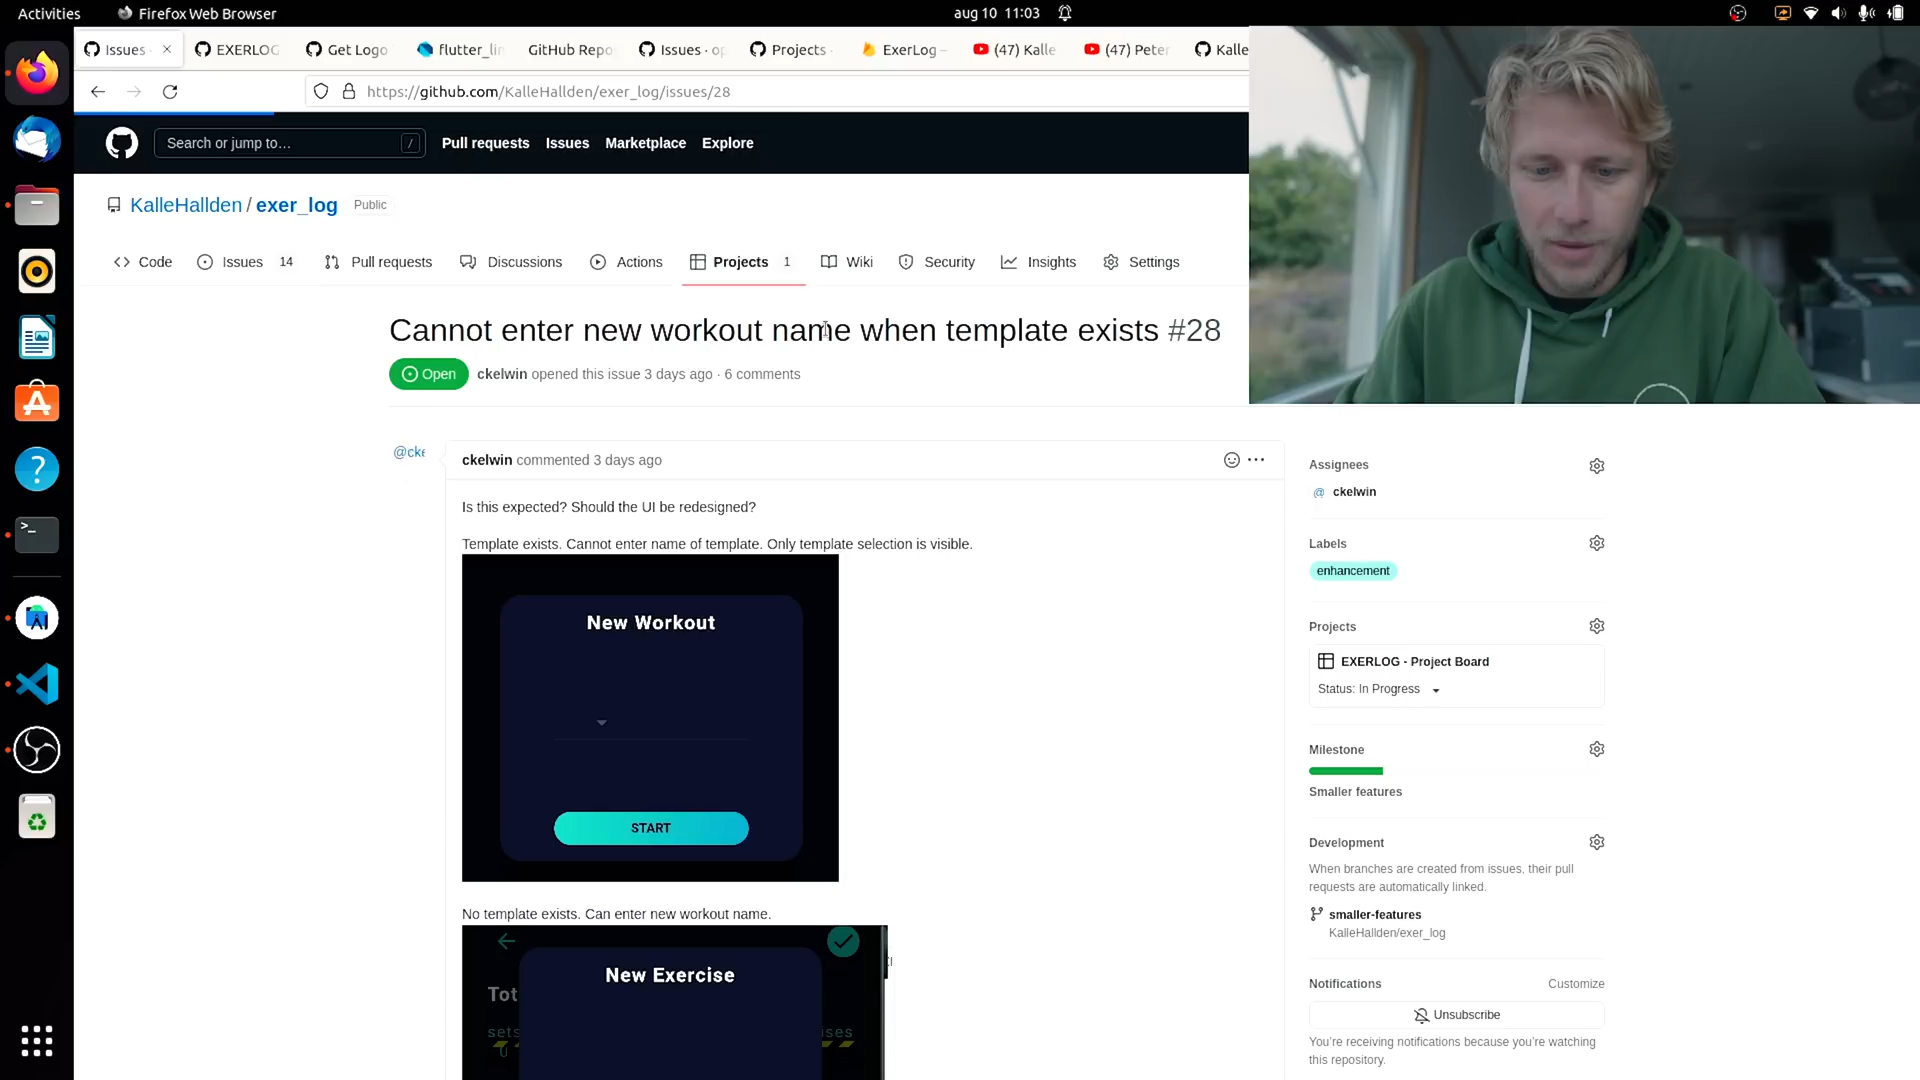 Activities
Firefox Web Browser
aug 10 11:03
Issues ·
EXERLOG
Get Logo
flutter_lin
GitHub Repo
Issues · op
Projects ·
ExerLog –
(47) Kalle
(47) Peter
Kalle
https://github.com/KalleHallden/exer_log/issues/28
Search or jump to…
/
Pull requests
Issues
Marketplace
Explore
KalleHallden / exer_log
Public
Code
Issues 14
Pull requests
Discussions
Actions
Projects 1
Wiki
Security
Insights
Settings
Cannot enter new workout name when template exists #28
Open
ckelwin opened this issue 3 days ago · 6 comments
@cke
ckelwin commented 3 days ago
Is this expected? Should the UI be redesigned?
Template exists. Cannot enter name of template. Only template selection is visible.
New Workout
START
No template exists. Can enter new workout name.
New Exercise
Tot
sets
ises
Assignees
@ ckelwin
Labels
enhancement
Projects
EXERLOG - Project Board
Status: In Progress
Milestone
Smaller features
Development
When branches are created from issues, their pull
requests are automatically linked.
smaller-features
KalleHallden/exer_log
Notifications
Customize
Unsubscribe
You're receiving notifications because you're watching
this repository.